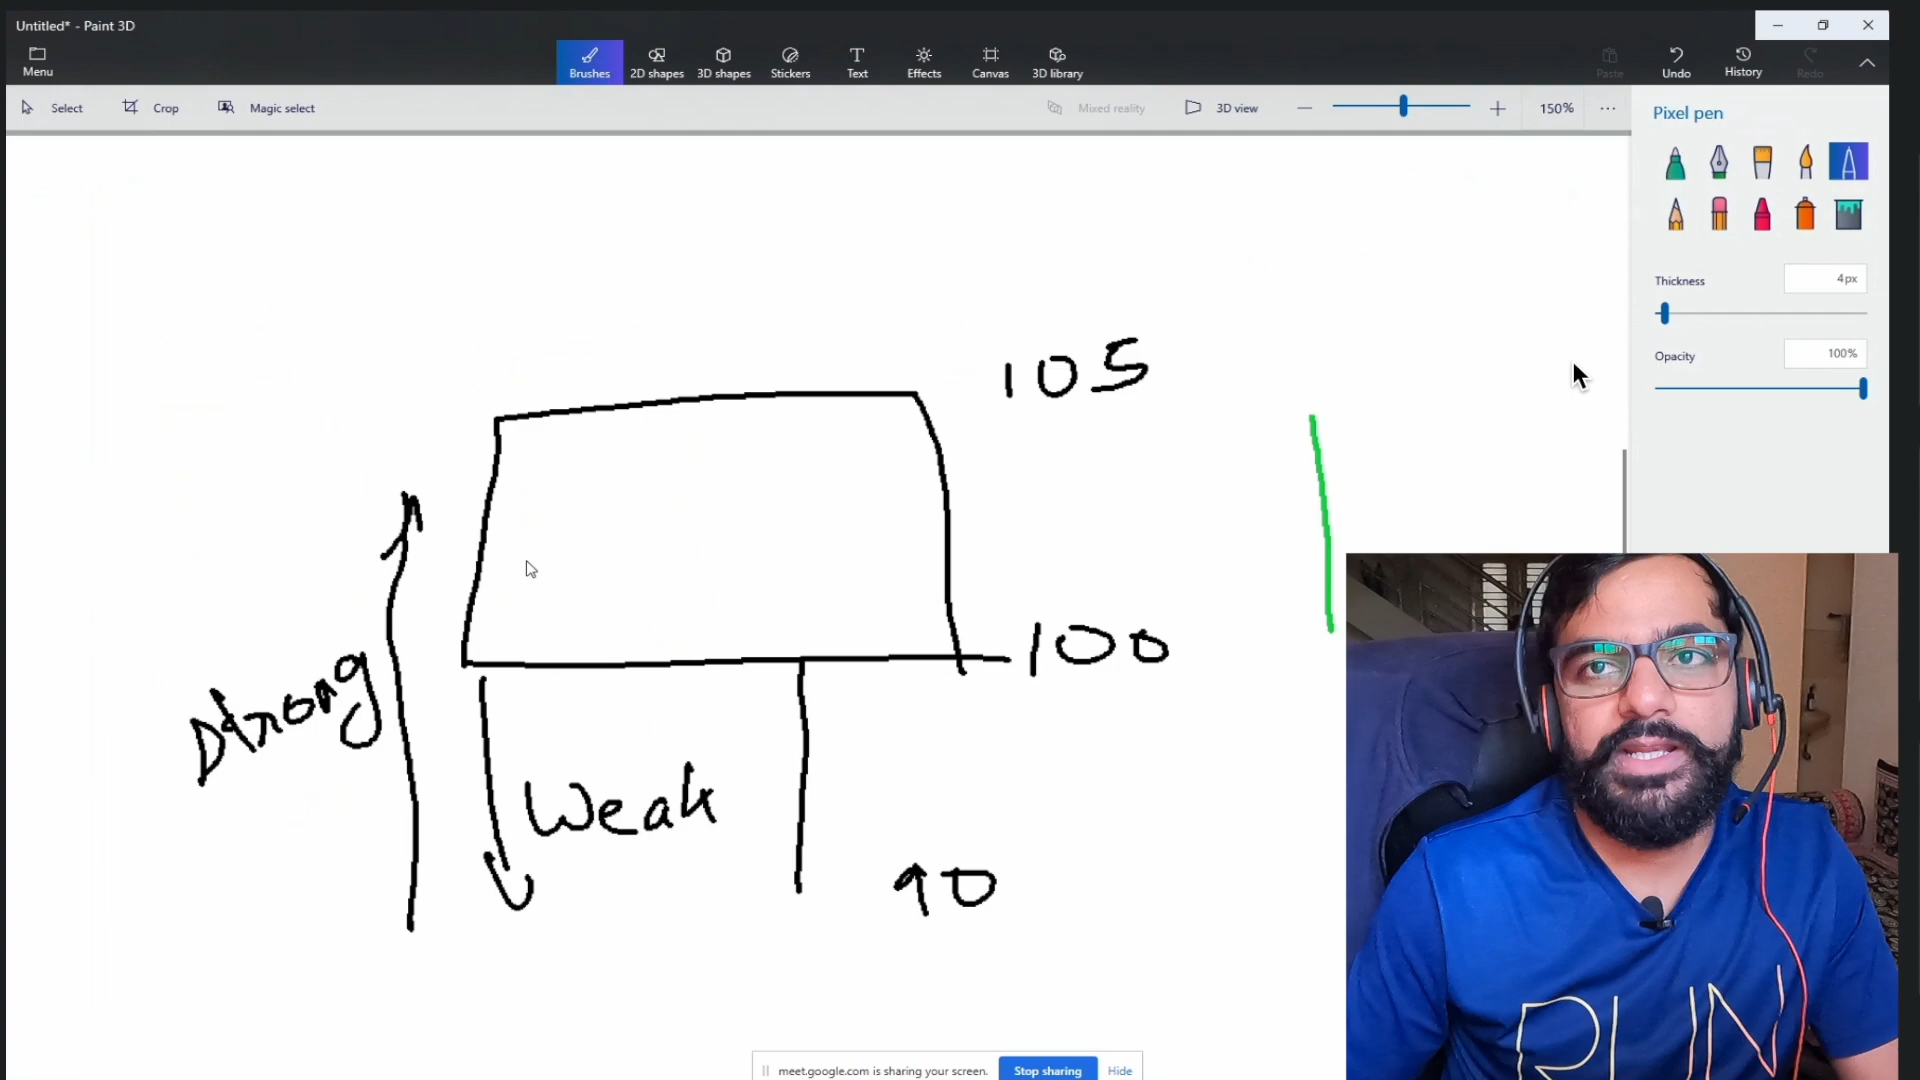 Untitled* - Paint 3D
Menu
Brushes
2D shapes
3D shapes
Stickers
Text
Effects
Canvas
3D library
Paste
Undo
History
Redo
Select
Crop
Magic select
Mixed reality
3D view
150%
Pixel pen
Thickness
4px
Opacity
100%
105
100
Strong
Weak
90
RUN
meet.google.com is sharing your screen.
Stop sharing
Hide